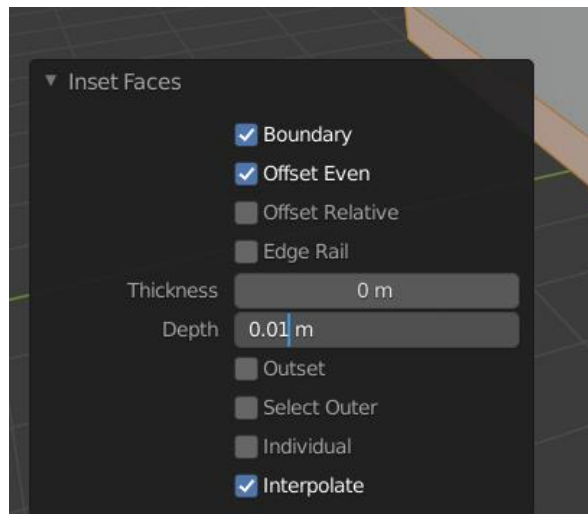 Inset Faces
Boundary
Offset Even
Offset Relative
Edge Rail
Thickness 0 m
Depth 0.01 m
Outset
Select Outer
Individual
Interpolate